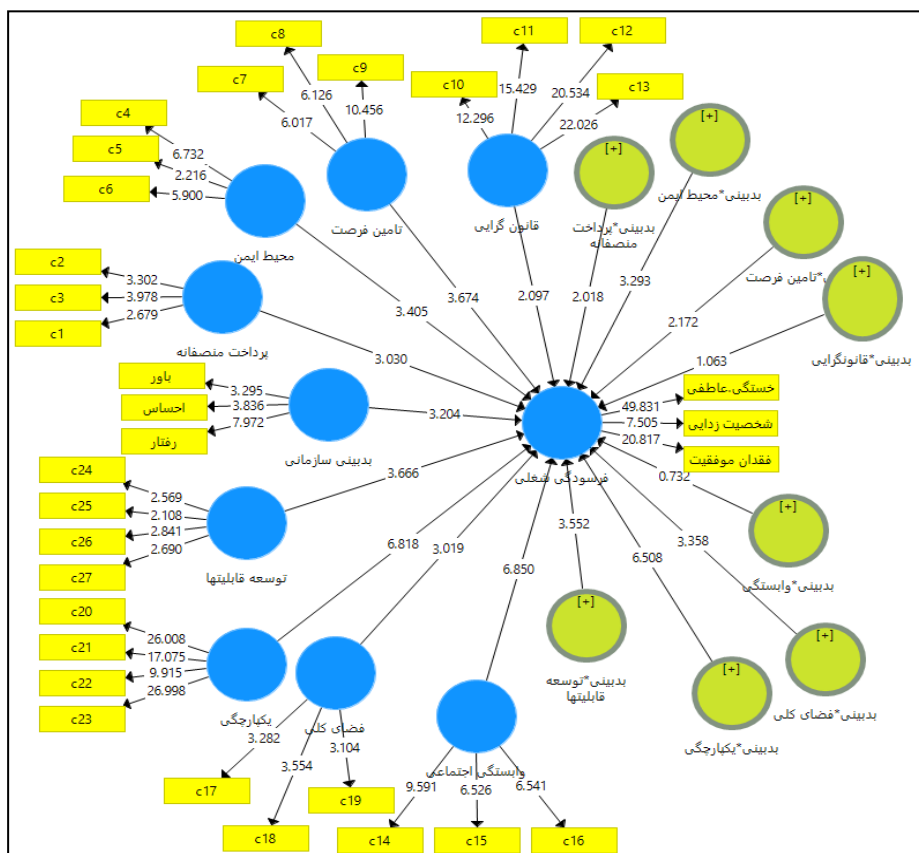 c8
c11
c12
c7
c9
c10
c13
6.126
6.017
10.456
12.296
15.429
20.534
22.026
c4
c5
c6
6.732
2.216
5.900
[+]
[+]
محیط ایمن
تامین فرصت
قانون گرایی
بدبینی*پرداخت
منصفانه
بدبینی*محیط ایمن
[+]
تامین فرصت*
[+]
بدبینی*قانونگرایی
c2
c3
c1
3.302
3.978
2.679
پرداخت منصفانه
3.405
3.674
2.097
2.018
3.293
2.172
1.063
3.030
باور
احساس
رفتار
3.295
3.836
7.972
بدبینی سازمانی
3.204
فرسودگی شغلی
49.831
7.505
20.817
خستگی.عاطفی
شخصیت زدایی
فقدان موفقیت
0.732
c24
c25
c26
c27
2.569
2.108
2.841
2.690
توسعه قابلیتها
3.666
6.818
3.019
6.850
3.552
6.508
3.358
[+]
بدبینی*وابستگی
[+]
بدبینی*توسعه
قابلیتها
[+]
بدبینی*یکپارچگی
[+]
بدبینی*فضای کلی
c20
c21
c22
c23
26.008
17.075
9.915
26.998
یکپارچگی
فضای کلی
وابستگی اجتماعی
3.282
3.554
3.104
9.591
6.526
6.541
c17
c18
c19
c14
c15
c16